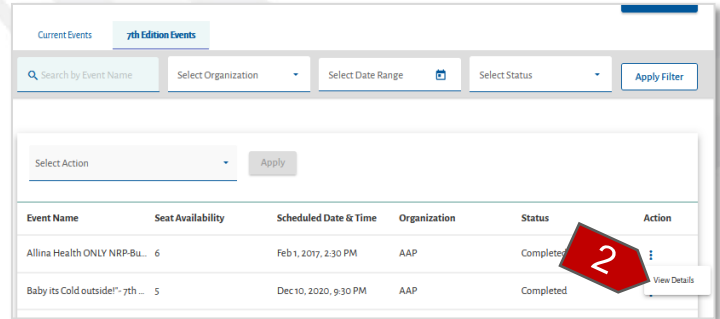 Current Events 7th Edition Events
Search by Event Name Select Organization Select Date Range Select Status Apply Filter
Select Action Apply
Event Name Seat Availability Scheduled Date & Time Organization Status Action
Allina Health ONLY NRP-Bu... 6 Feb 1, 2017, 2:30 PM AAP Completed
2
View Details
Baby its Cold outside!"- 7th ... 5 Dec 10, 2020, 9:30 PM AAP Completed